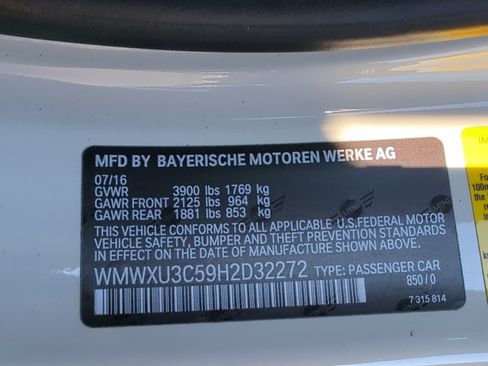 MFD BY BAYERISCHE MOTOREN WERKE AG
07/16
GVWR 3900 lbs 1769 kg
GAWR FRONT 2125 lbs 964 kg
GAWR REAR 1881 lbs 853 kg
THIS VEHICLE CONFORMS TO ALL APPLICABLE
U.S.FEDERAL MOTOR
VEHICLE SAFETY, BUMPER AND THEFT STANDARDS
IN EFFECT ON THE
DATE OF MANUFACTURE SHOWN ABOVE.
WMWXU3C59H2D32272 TYPE: PASSENGER CAR
850/0
7 315 814